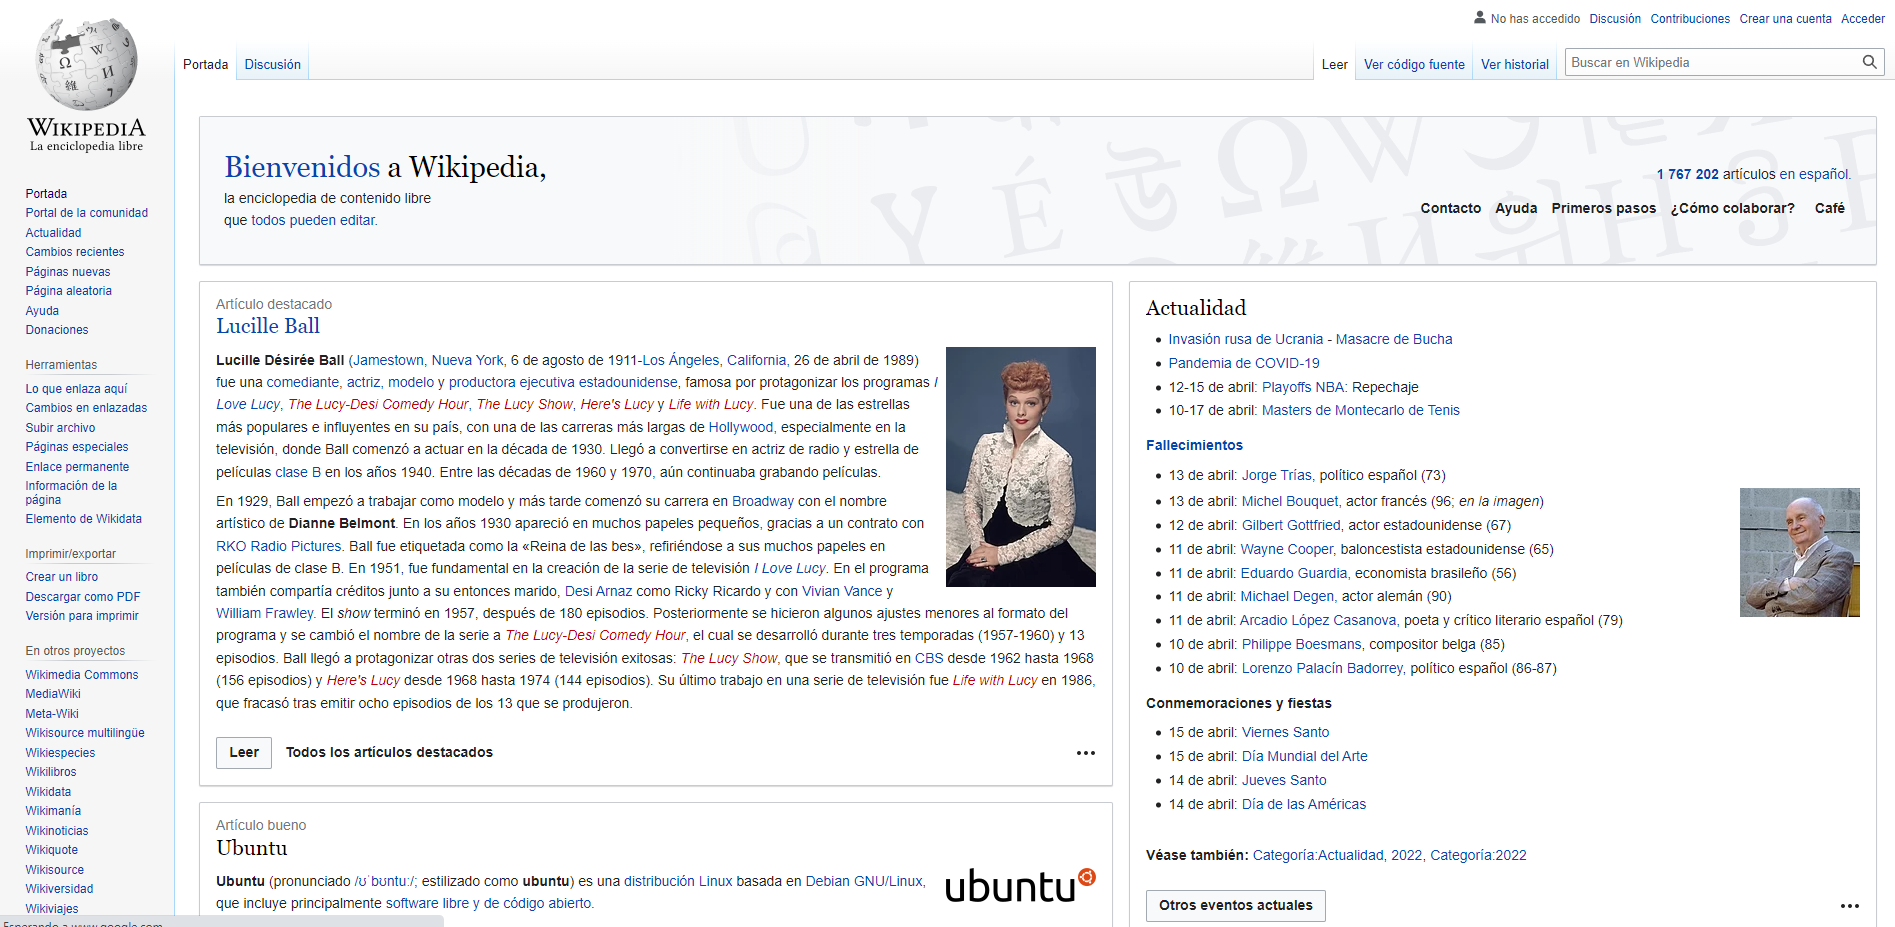 No has accedido Discusión Contribuciones Crear una cuenta Acceder
Portada Discusión Leer Ver código fuente Ver historial Buscar en Wikipedia
WIKIPEDIA
La enciclopedia libre
Portada
Portal de la comunidad
Actualidad
Cambios recientes
Páginas nuevas
Página aleatoria
Ayuda
Donaciones
Herramientas
Lo que enlaza aquí
Cambios en enlazadas
Subir archivo
Páginas especiales
Enlace permanente
Información de la
página
Elemento de Wikidata
Imprimir/exportar
Crear un libro
Descargar como PDF
Versión para imprimir
En otros proyectos
Wikimedia Commons
MediaWiki
Meta-Wiki
Wikisource multilingüe
Wikiespecies
Wikilibros
Wikidata
Wikimanía
Wikinoticias
Wikiquote
Wikisource
Wikiversidad
Wikiviajes
Esperando a www.google.com
Bienvenidos a Wikipedia,
la enciclopedia de contenido libre
que todos pueden editar.
1 767 202 artículos en español.
Contacto Ayuda Primeros pasos ¿Cómo colaborar? Café
Artículo destacado
Lucille Ball
Lucille Désirée Ball (Jamestown, Nueva York, 6 de agosto de 1911-Los Ángeles, California, 26 de abril de 1989)
fue una comediante, actriz, modelo y productora ejecutiva estadounidense, famosa por protagonizar los programas I
Love Lucy, The Lucy-Desi Comedy Hour, The Lucy Show, Here's Lucy y Life with Lucy. Fue una de las estrellas
más populares e influyentes en su país, con una de las carreras más largas de Hollywood, especialmente en la
televisión, donde Ball comenzó a actuar en la década de 1930. Llegó a convertirse en actriz de radio y estrella de
películas clase B en los años 1940. Entre las décadas de 1960 y 1970, aún continuaba grabando películas.
En 1929, Ball empezó a trabajar como modelo y más tarde comenzó su carrera en Broadway con el nombre
artístico de Dianne Belmont. En los años 1930 apareció en muchos papeles pequeños, gracias a un contrato con
RKO Radio Pictures. Ball fue etiquetada como la «Reina de las bes», refiriéndose a sus muchos papeles en
películas de clase B. En 1951, fue fundamental en la creación de la serie de televisión I Love Lucy. En el programa
también compartía créditos junto a su entonces marido, Desi Arnaz como Ricky Ricardo y con Vivian Vance y
William Frawley. El show terminó en 1957, después de 180 episodios. Posteriormente se hicieron algunos ajustes menores al formato del
programa y se cambió el nombre de la serie a The Lucy-Desi Comedy Hour, el cual se desarrolló durante tres temporadas (1957-1960) y 13
episodios. Ball llegó a protagonizar otras dos series de televisión exitosas: The Lucy Show, que se transmitió en CBS desde 1962 hasta 1968
(156 episodios) y Here's Lucy desde 1968 hasta 1974 (144 episodios). Su último trabajo en una serie de televisión fue Life with Lucy en 1986,
que fracasó tras emitir ocho episodios de los 13 que se produjeron.
Leer Todos los artículos destacados
Artículo bueno
Ubuntu
Ubuntu (pronunciado /ʊˈbʊntuː/; estilizado como ubuntu) es una distribución Linux basada en Debian GNU/Linux,
que incluye principalmente software libre y de código abierto.
ubuntu
Actualidad
Invasión rusa de Ucrania - Masacre de Bucha
Pandemia de COVID-19
12-15 de abril: Playoffs NBA: Repechaje
10-17 de abril: Masters de Montecarlo de Tenis
Fallecimientos
13 de abril: Jorge Trías, político español (73)
13 de abril: Michel Bouquet, actor francés (96; en la imagen)
12 de abril: Gilbert Gottfried, actor estadounidense (67)
11 de abril: Wayne Cooper, baloncestista estadounidense (65)
11 de abril: Eduardo Guardia, economista brasileño (56)
11 de abril: Michael Degen, actor alemán (90)
11 de abril: Arcadio López Casanova, poeta y crítico literario español (79)
10 de abril: Philippe Boesmans, compositor belga (85)
10 de abril: Lorenzo Palacín Badorrey, político español (86-87)
Conmemoraciones y fiestas
15 de abril: Viernes Santo
15 de abril: Día Mundial del Arte
14 de abril: Jueves Santo
14 de abril: Día de las Américas
Véase también: Categoría:Actualidad, 2022, Categoría:2022
Otros eventos actuales